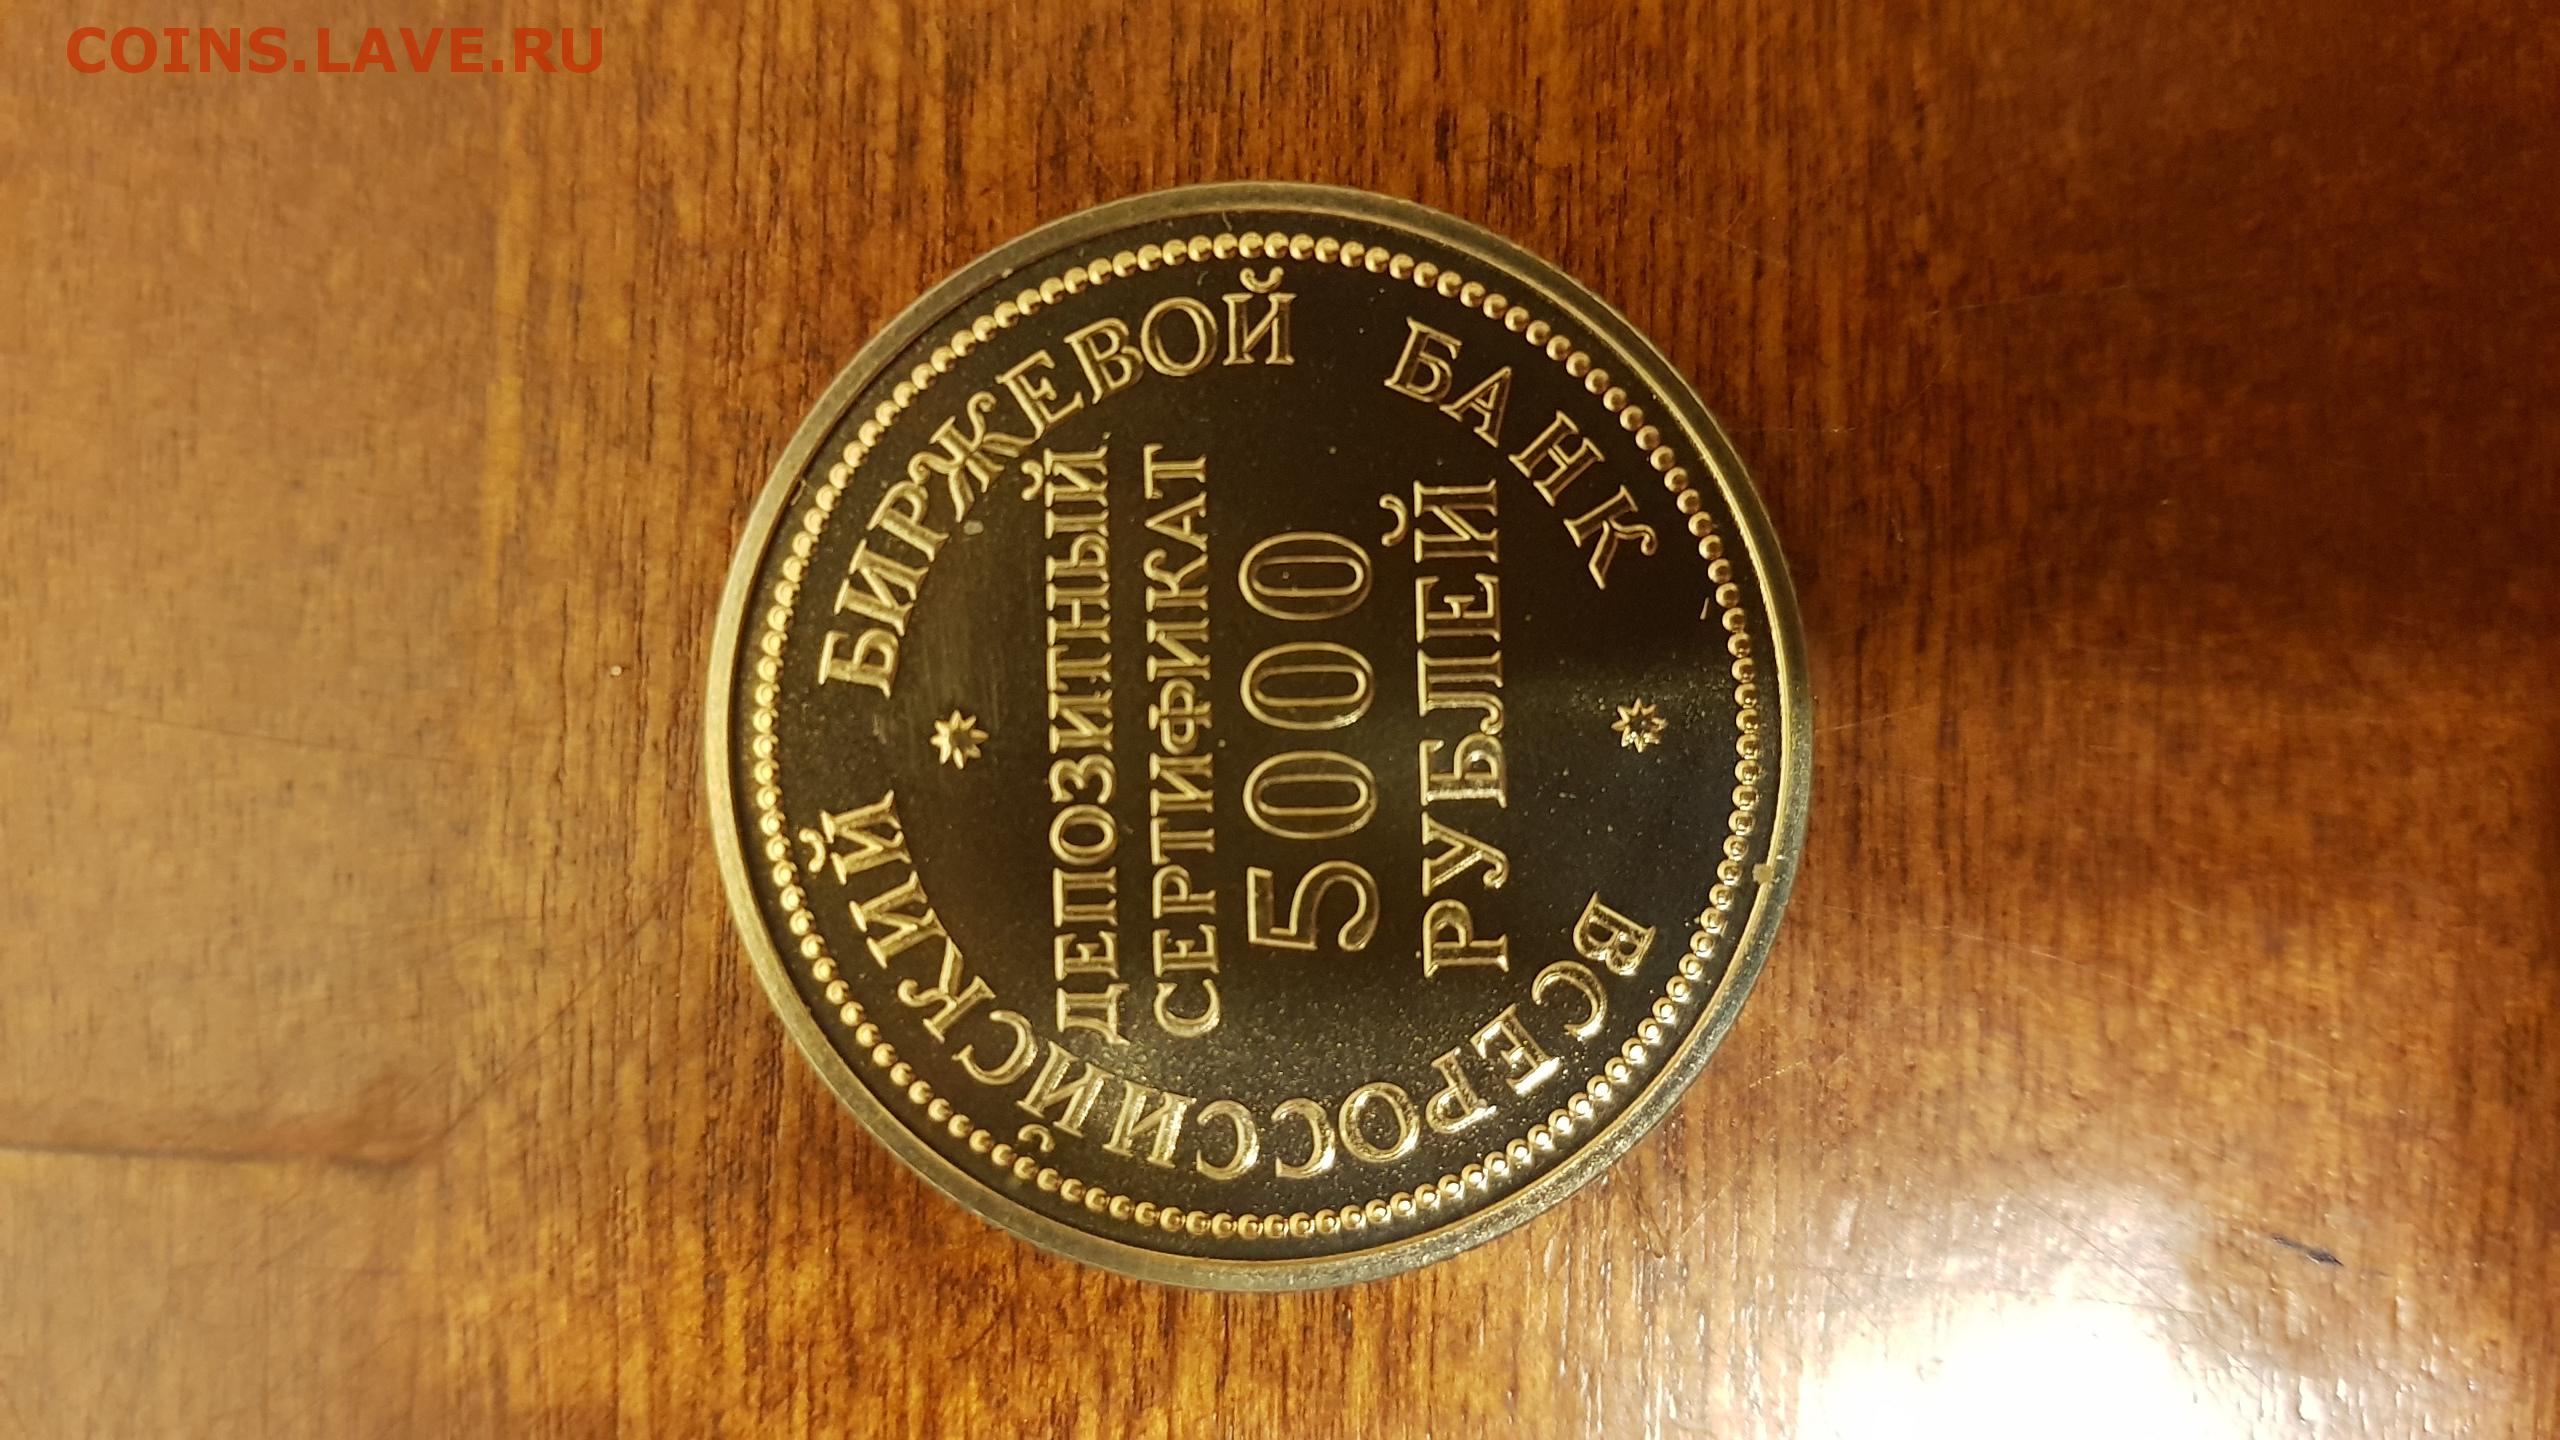 COINS.LAVE.RU
ВСЕРОССИЙСКИЙ БИРЖЕВОЙ БАНК
ДЕПОЗИТНЫЙ
СЕРТИФИКАТ
5000
РУБЛЕЙ